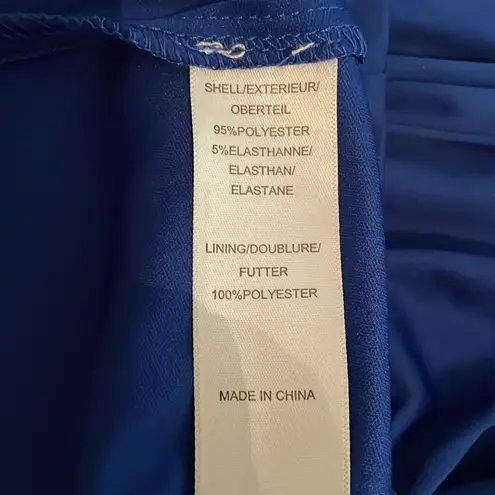 SHELL/EXTERIEUR/
OBERTEIL
95%POLYESTER
5%ELASTHANNE/
ELASTHAN/
ELASTANE
LINING/DOUBLURE/
FUTTER
100%POLYESTER
MADE IN CHINA